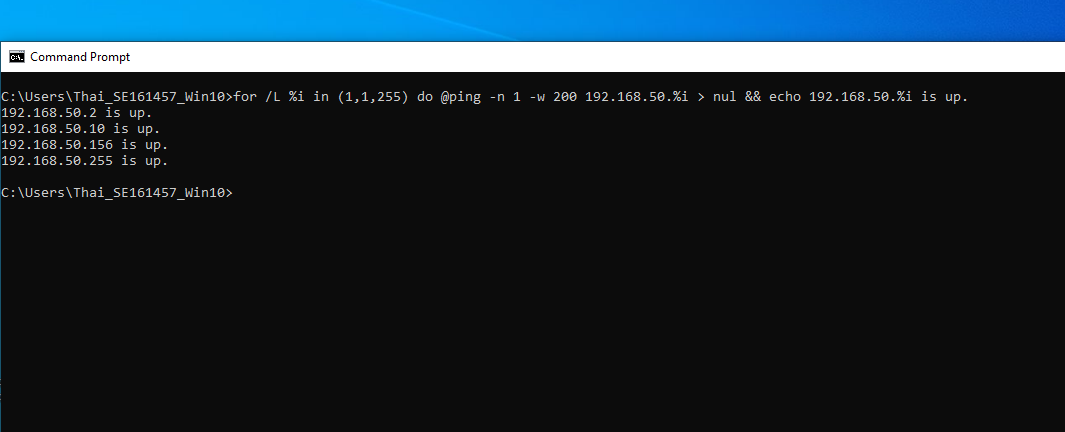 Command Prompt
C:\Users\Thai_SE161457_Win10>for /L %i in (1,1,255) do @ping -n 1 -w 200 192.168.50.%i > nul && echo 192.168.50.%i is up.
192.168.50.2 is up.
192.168.50.10 is up.
192.168.50.156 is up.
192.168.50.255 is up.
C:\Users\Thai_SE161457_Win10>